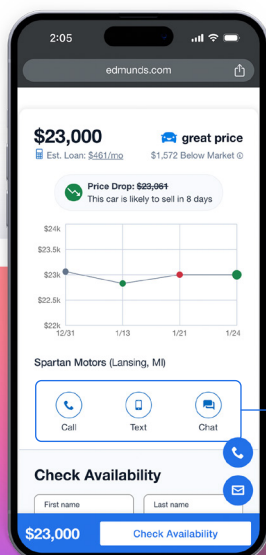 2:05
edmunds.com
$23,000
great price
Est. Loan: $461/mo
$1,572 Below Market
Price Drop: $23,061
This car is likely to sell in 8 days
$24k
$23.5k
$23k
$22.5k
$22k
12/31 1/13 1/21 1/24
Spartan Motors (Lansing, MI)
Call Text Chat
Check Availability
First name Last name
$23,000 Check Availability